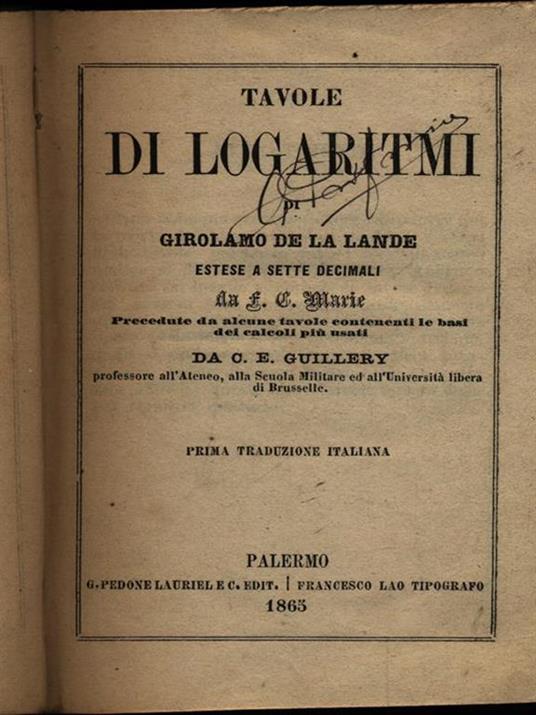 TAVOLE
DI LOGARITMI
DI
GIROLAMO DE LA LANDE
ESTESE A SETTE DECIMALI
da F. C. Marie
Precedute da alcune tavole contenenti le basi
dei calcoli più usati
DA C. E. GUILLERY
professore all'Ateneo, alla Scuola Militare ed all'Università libera
di Brusselle.
PRIMA TRADUZIONE ITALIANA
PALERMO
G. PEDONE LAURIEL E C. EDIT. | FRANCESCO LAO TIPOGRAFO
1865